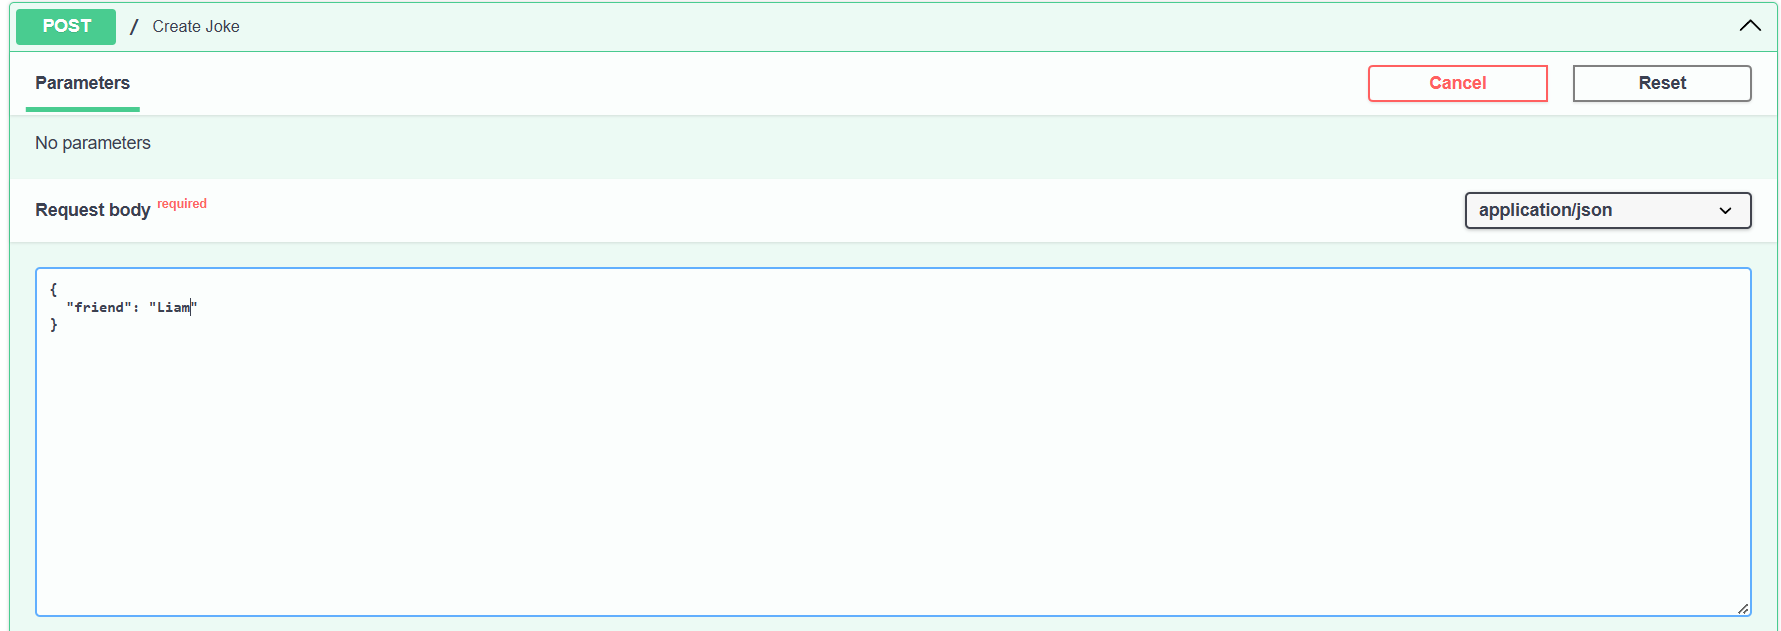 POST / Create Joke
Parameters
Cancel
Reset
No parameters
Request body required
application/json
{
  "friend": "Liam"
}